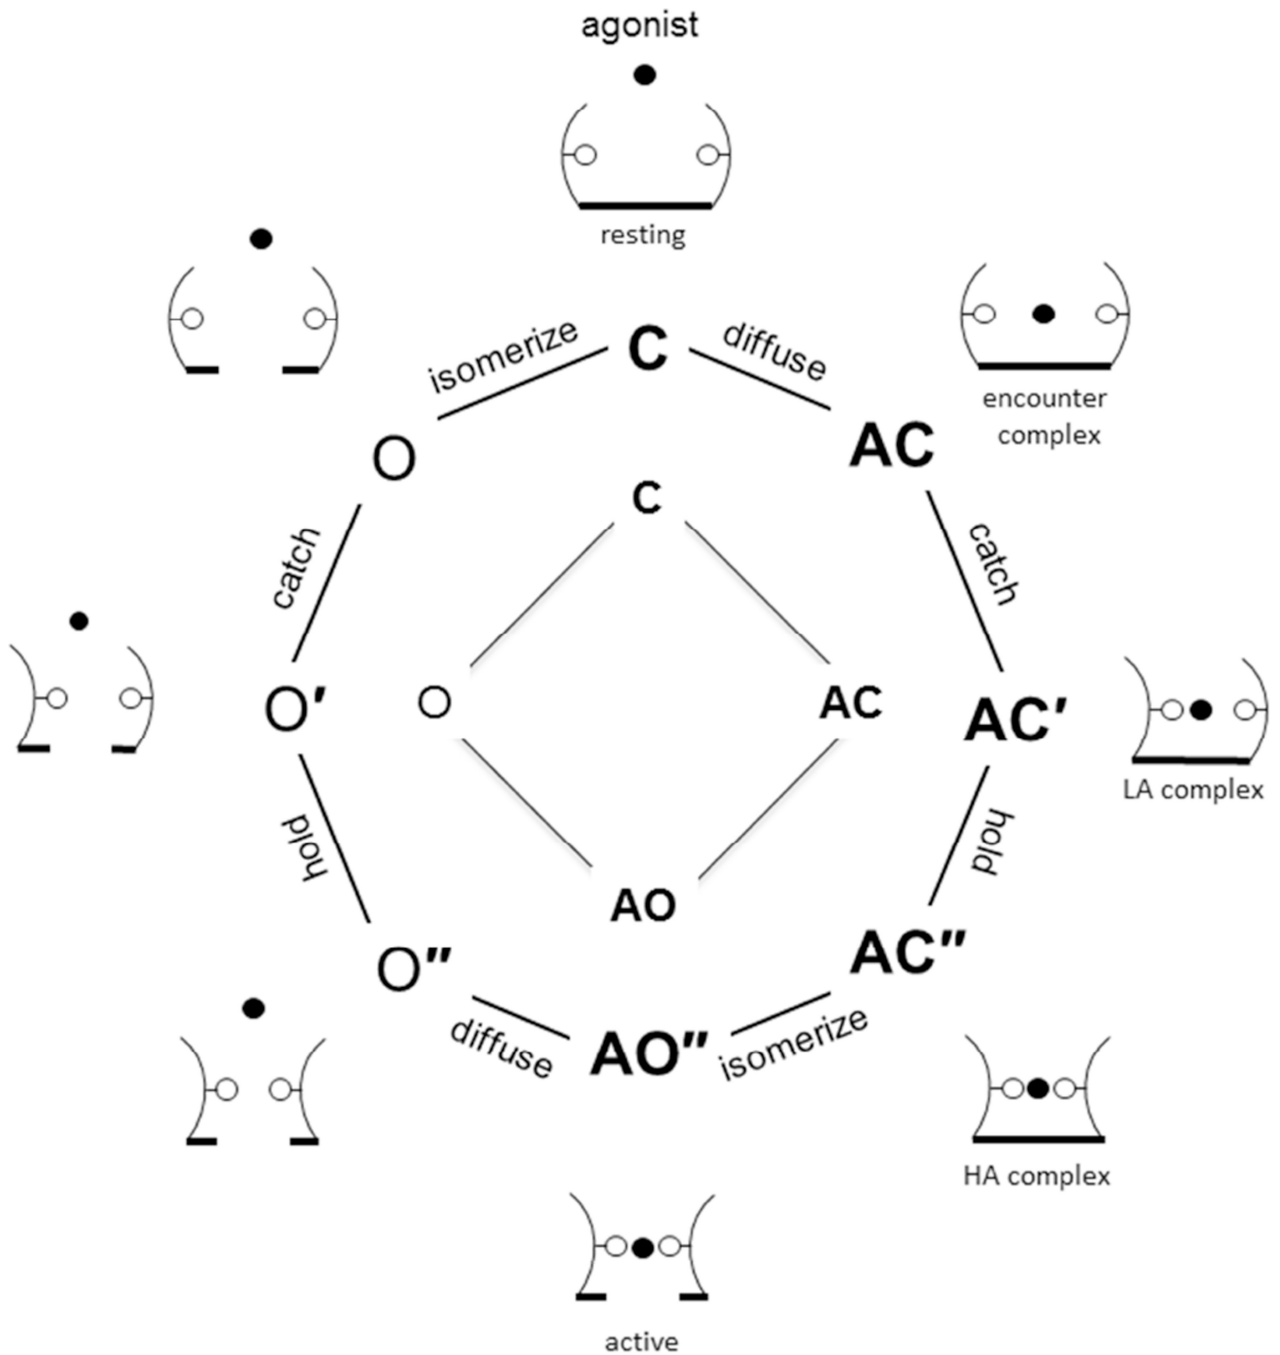 agonist
resting
isomerize
C
diffuse
encounter
complex
O
AC
catch
C
catch
O′
O
AC
AC′
LA complex
hold
hold
AO
O″
AC″
diffuse
AO″
isomerize
HA complex
active